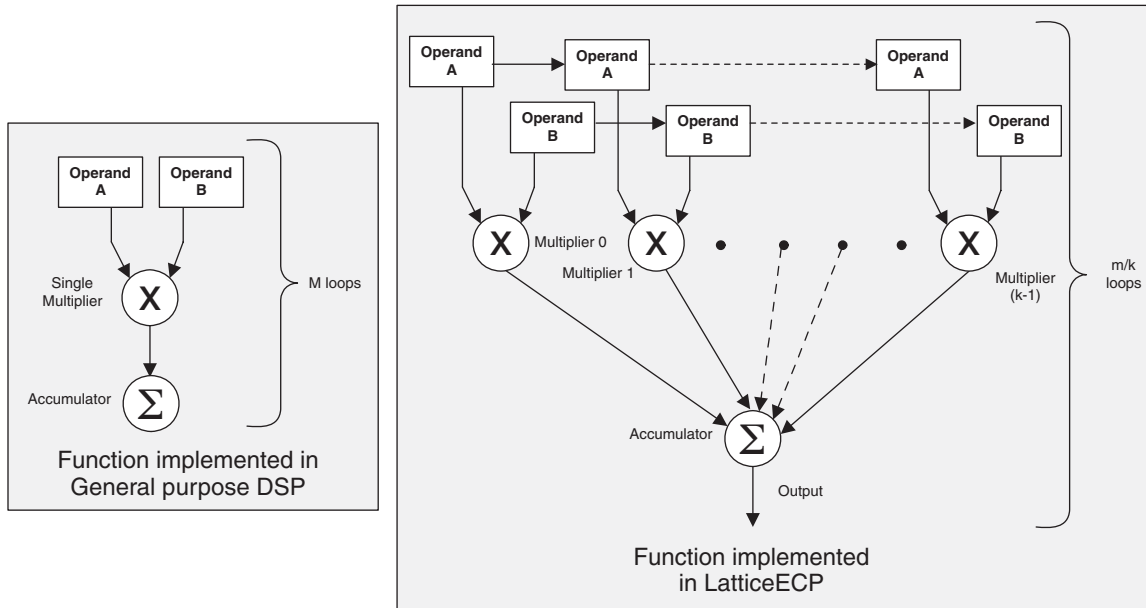 Operand
A
Operand
B
Single
Multiplier
X
M loops
Accumulator
Σ
Function implemented in
General purpose DSP
Operand
A
Operand
A
Operand
A
Operand
B
Operand
B
Operand
B
X
Multiplier 0
X
Multiplier 1
X
Multiplier
(k-1)
m/k
loops
Accumulator
Σ
Output
Function implemented
in LatticeECP